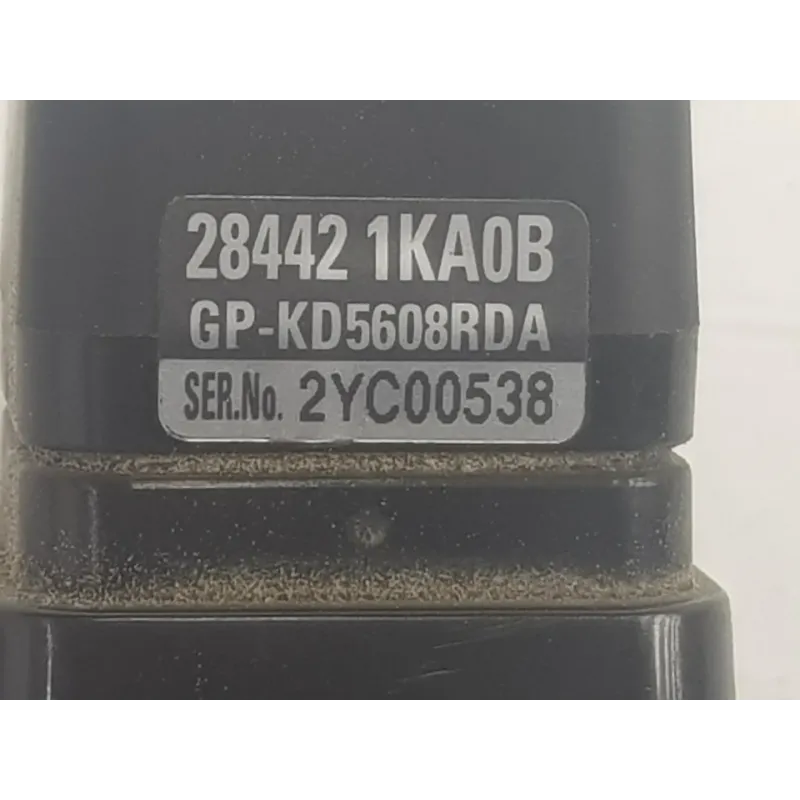 28442 1KA0B
GP-KD5608RDA
SER.No. 2YC00538